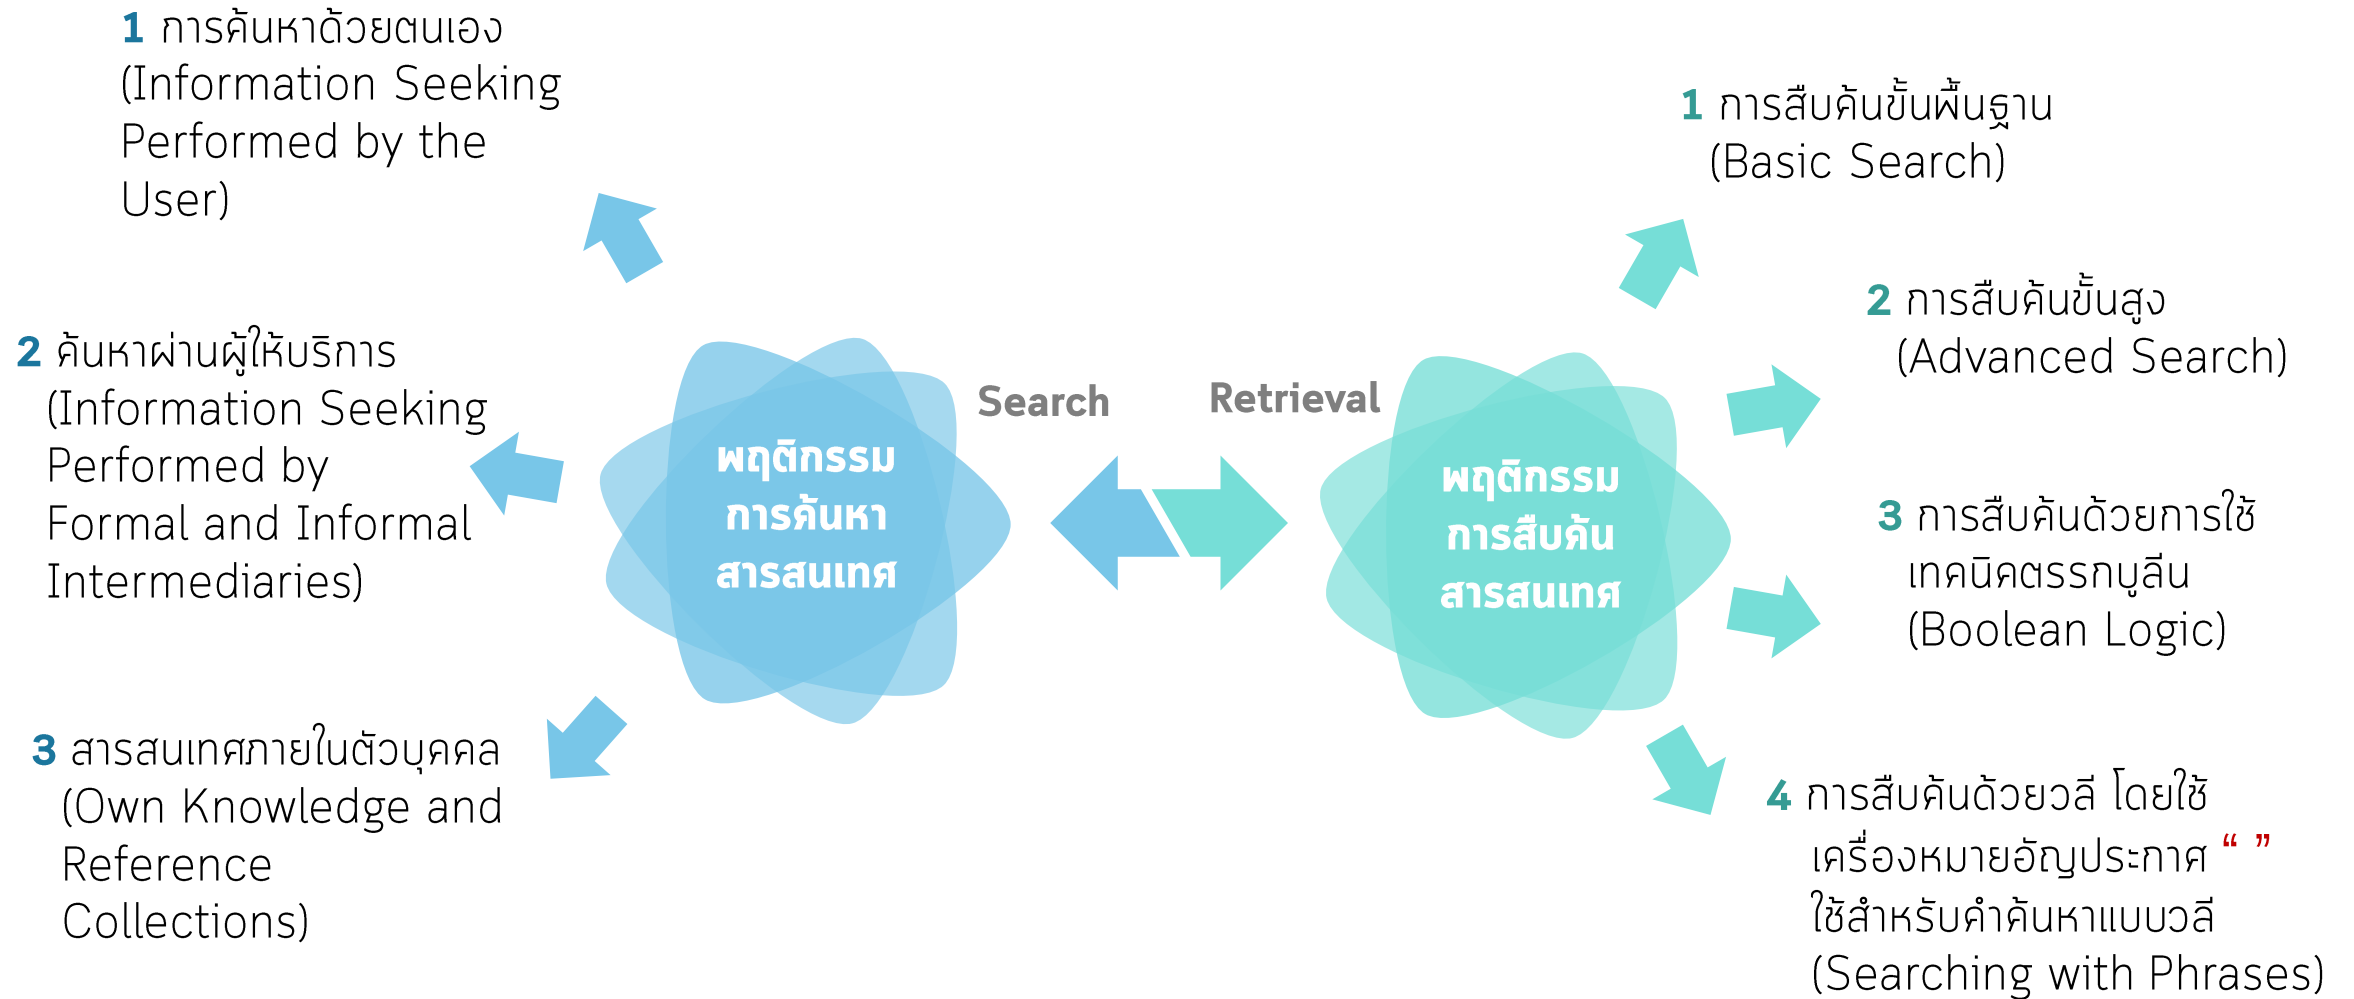 1 การค้นหาด้วยตนเอง
(Information Seeking
Performed by the
User)
2 ค้นหาผ่านผู้ให้บริการ
(Information Seeking
Performed by
Formal and Informal
Intermediaries)
3 สารสนเทศภายในตัวบุคคล
(Own Knowledge and
Reference
Collections)
พฤติกรรม
การค้นหา
สารสนเทศ
Search
Retrieval
พฤติกรรม
การสืบค้น
สารสนเทศ
1 การสืบค้นขั้นพื้นฐาน
(Basic Search)
2 การสืบค้นขั้นสูง
(Advanced Search)
3 การสืบค้นด้วยการใช้
เทคนิคตรรกบูลีน
(Boolean Logic)
4 การสืบค้นด้วยวลี โดยใช้
เครื่องหมายอัญประกาศ “ ”
ใช้สำหรับคำค้นหาแบบวลี
(Searching with Phrases)